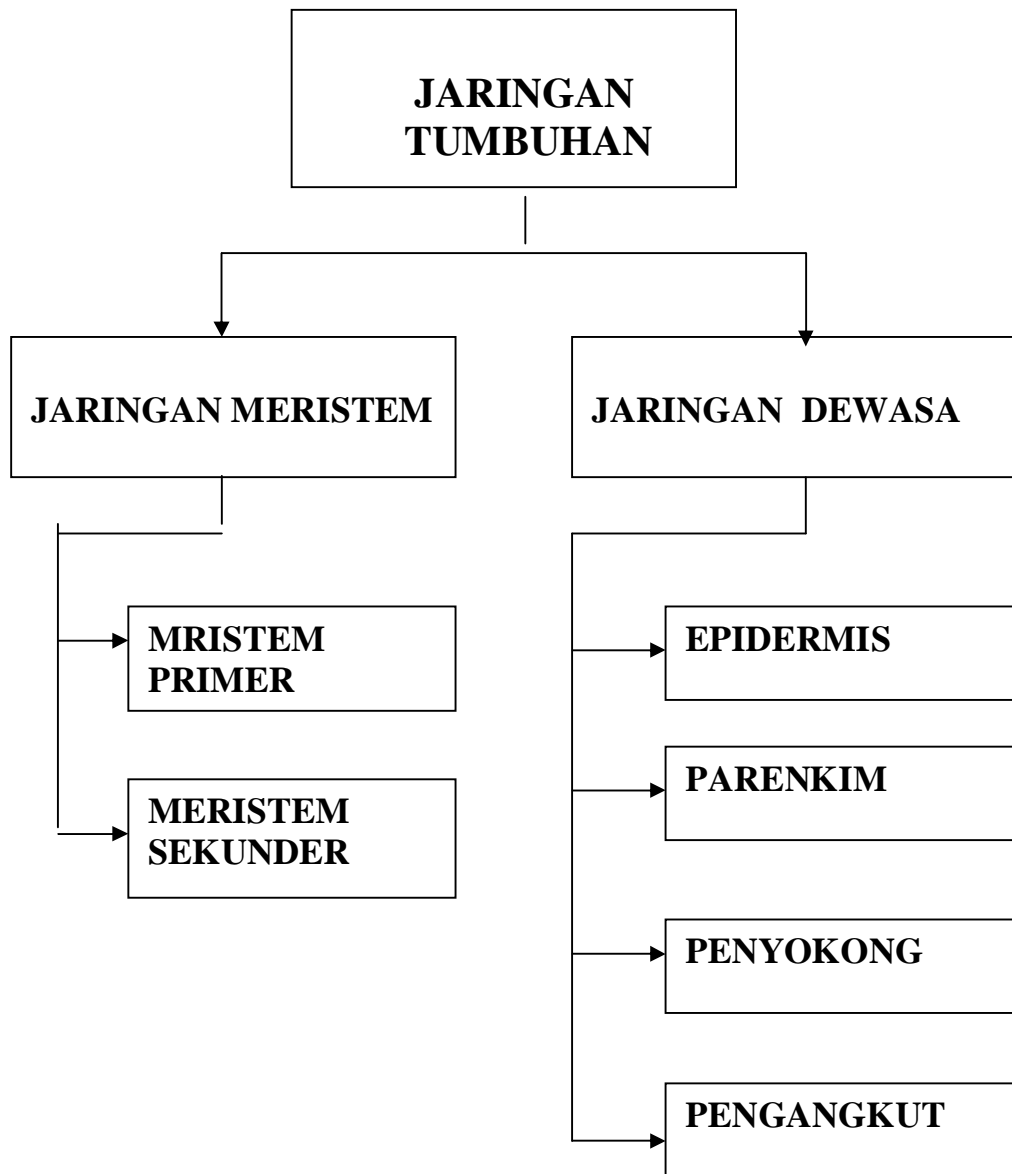 JARINGAN
TUMBUHAN
JARINGAN MERISTEM
JARINGAN DEWASA
MRISTEM
PRIMER
MERISTEM
SEKUNDER
EPIDERMIS
PARENKIM
PENYOKONG
PENGANGKUT